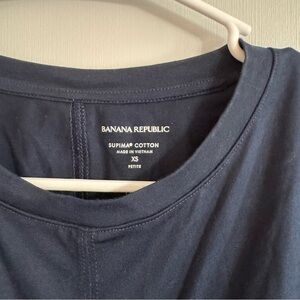 BANANA REPUBLIC
SUPIMA® COTTON
MADE IN VIETNAM
XS
PETITE